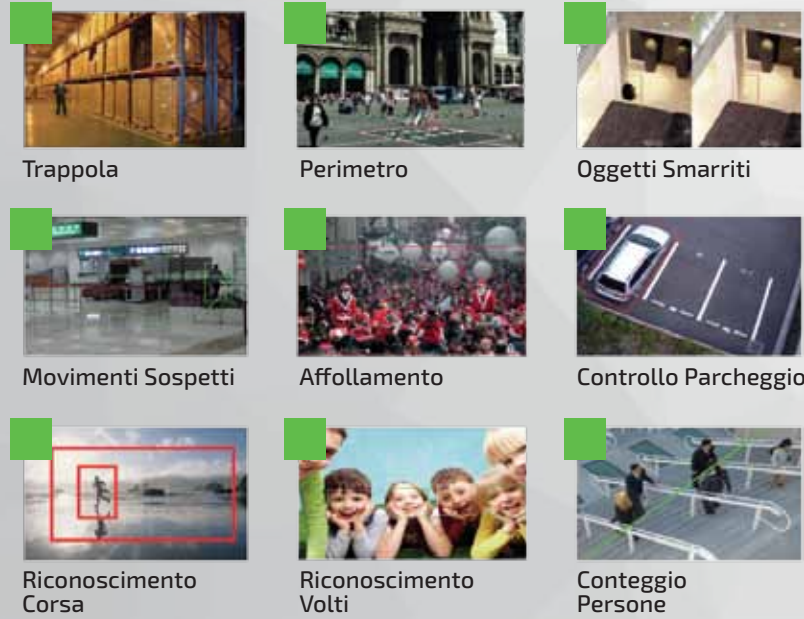 Trappola
Perimetro
Oggetti Smarriti
Movimenti Sospetti
Affollamento
Controllo Parcheggio
Riconoscimento
Corsa
Riconoscimento
Volti
Conteggio
Persone